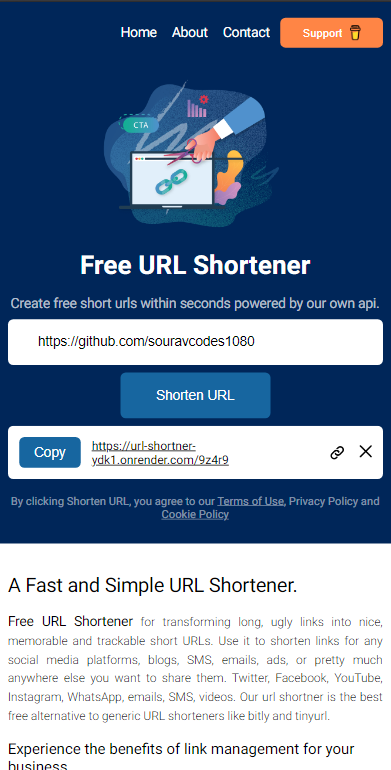 Home About Contact Support
CTA
Free URL Shortener
Create free short urls within seconds powered by our own api.
https://github.com/souravcodes1080
Shorten URL
Copy https://url-shortner-
ydk1.onrender.com/9z4r9
By clicking Shorten URL, you agree to our Terms of Use, Privacy Policy and
Cookie Policy
A Fast and Simple URL Shortener.
Free URL Shortener for transforming long, ugly links into nice,
memorable and trackable short URLs. Use it to shorten links for any
social media platforms, blogs, SMS, emails, ads, or pretty much
anywhere else you want to share them. Twitter, Facebook, YouTube,
Instagram, WhatsApp, emails, SMS, videos. Our url shortner is the best
free alternative to generic URL shorteners like bitly and tinyurl.
Experience the benefits of link management for your
business